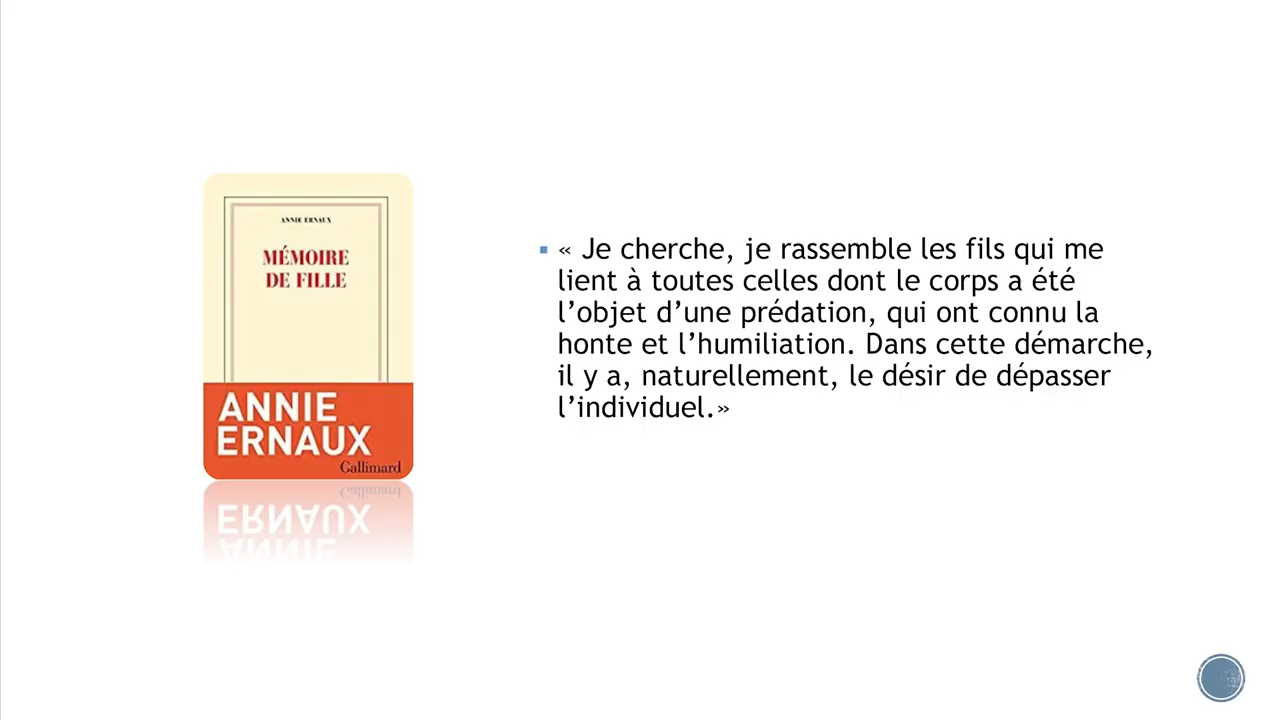 ANNIE ERNAUX
MÉMOIRE
DE FILLE
ANNIE
ERNAUX
Gallimard
« Je cherche, je rassemble les fils qui me
lient à toutes celles dont le corps a été
l’objet d’une prédation, qui ont connu la
honte et l’humiliation. Dans cette démarche,
il y a, naturellement, le désir de dépasser
l’individuel.»